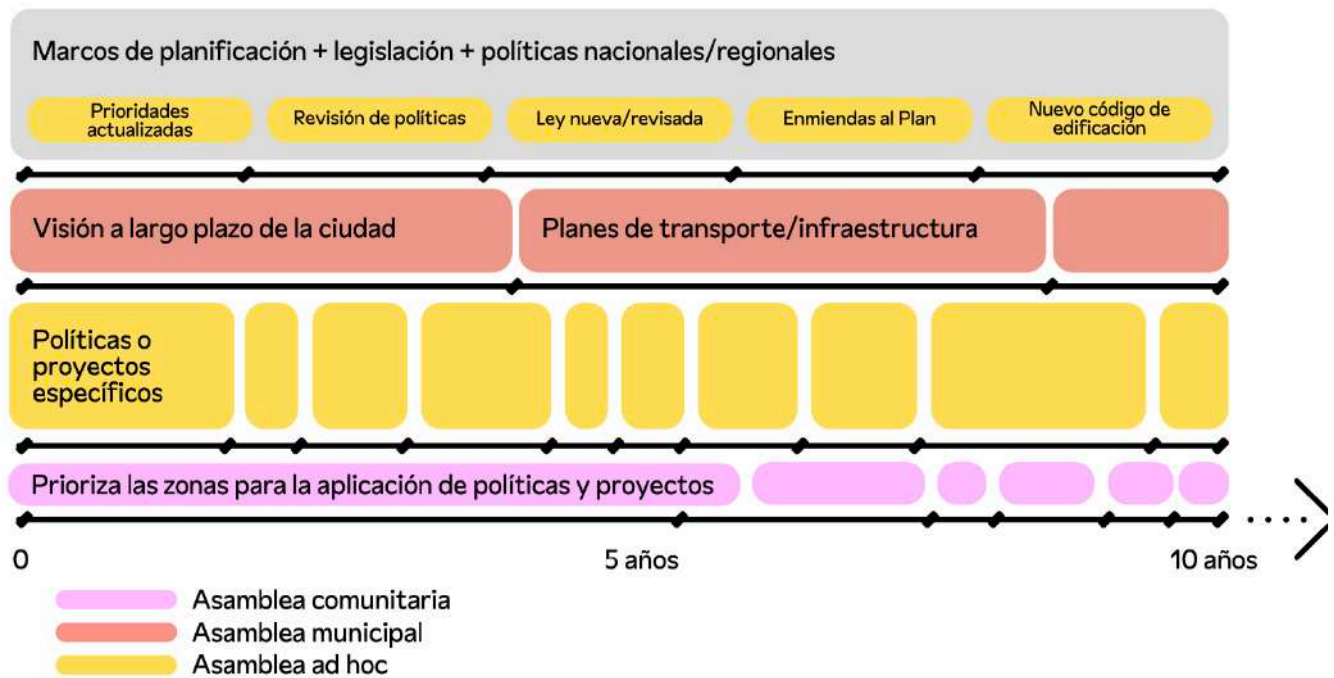 Marcos de planificación + legislación + políticas nacionales/regionales
Prioridades
actualizadas
Revisión de políticas
Ley nueva/revisada
Enmiendas al Plan
Nuevo código de
edificación
Visión a largo plazo de la ciudad
Planes de transporte/infraestructura
Políticas o
proyectos
específicos
Prioriza las zonas para la aplicación de políticas y proyectos
0
5 años
10 años
Asamblea comunitaria
Asamblea municipal
Asamblea ad hoc